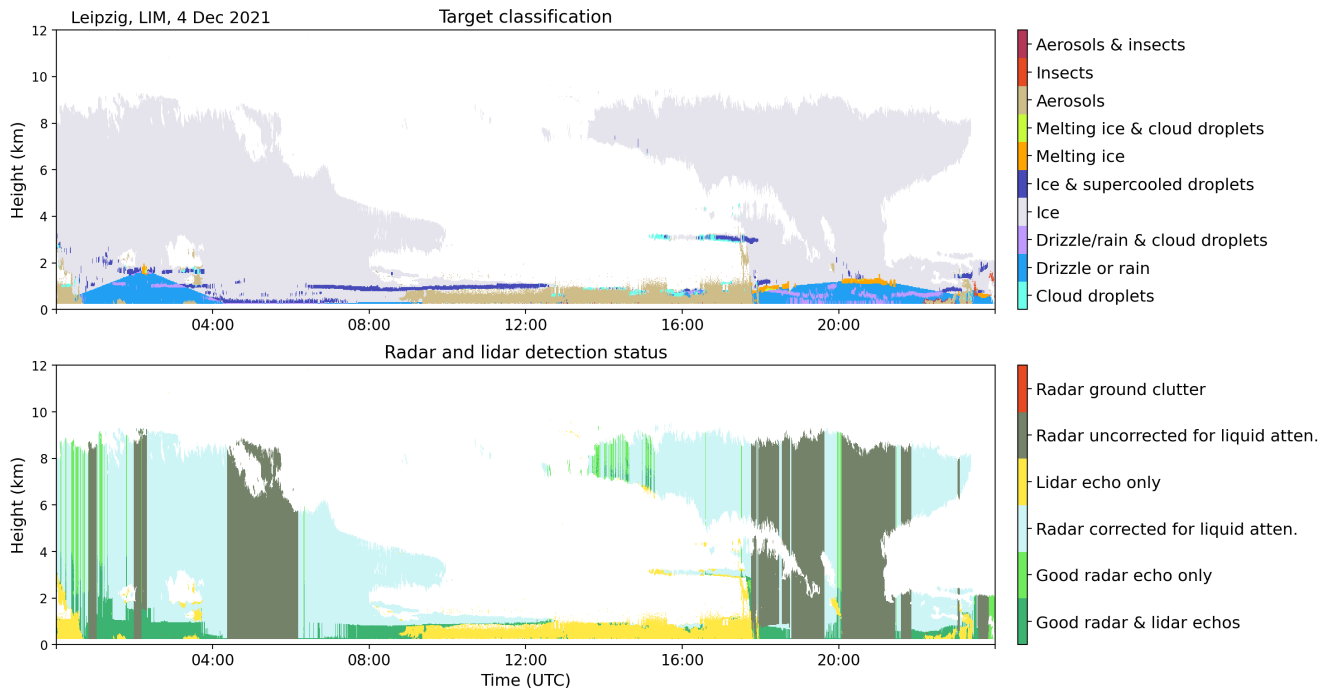 Leipzig, LIM, 4 Dec 2021
Target classification
12
10
8
6
4
2
0
Height (km)
04:00
08:00
12:00
16:00
20:00
Aerosols & insects
Insects
Aerosols
Melting ice & cloud droplets
Melting ice
Ice & supercooled droplets
Ice
Drizzle/rain & cloud droplets
Drizzle or rain
Cloud droplets
Radar and lidar detection status
12
10
8
6
4
2
0
Height (km)
04:00
08:00
12:00
16:00
20:00
Time (UTC)
Radar ground clutter
Radar uncorrected for liquid atten.
Lidar echo only
Radar corrected for liquid atten.
Good radar echo only
Good radar & lidar echos